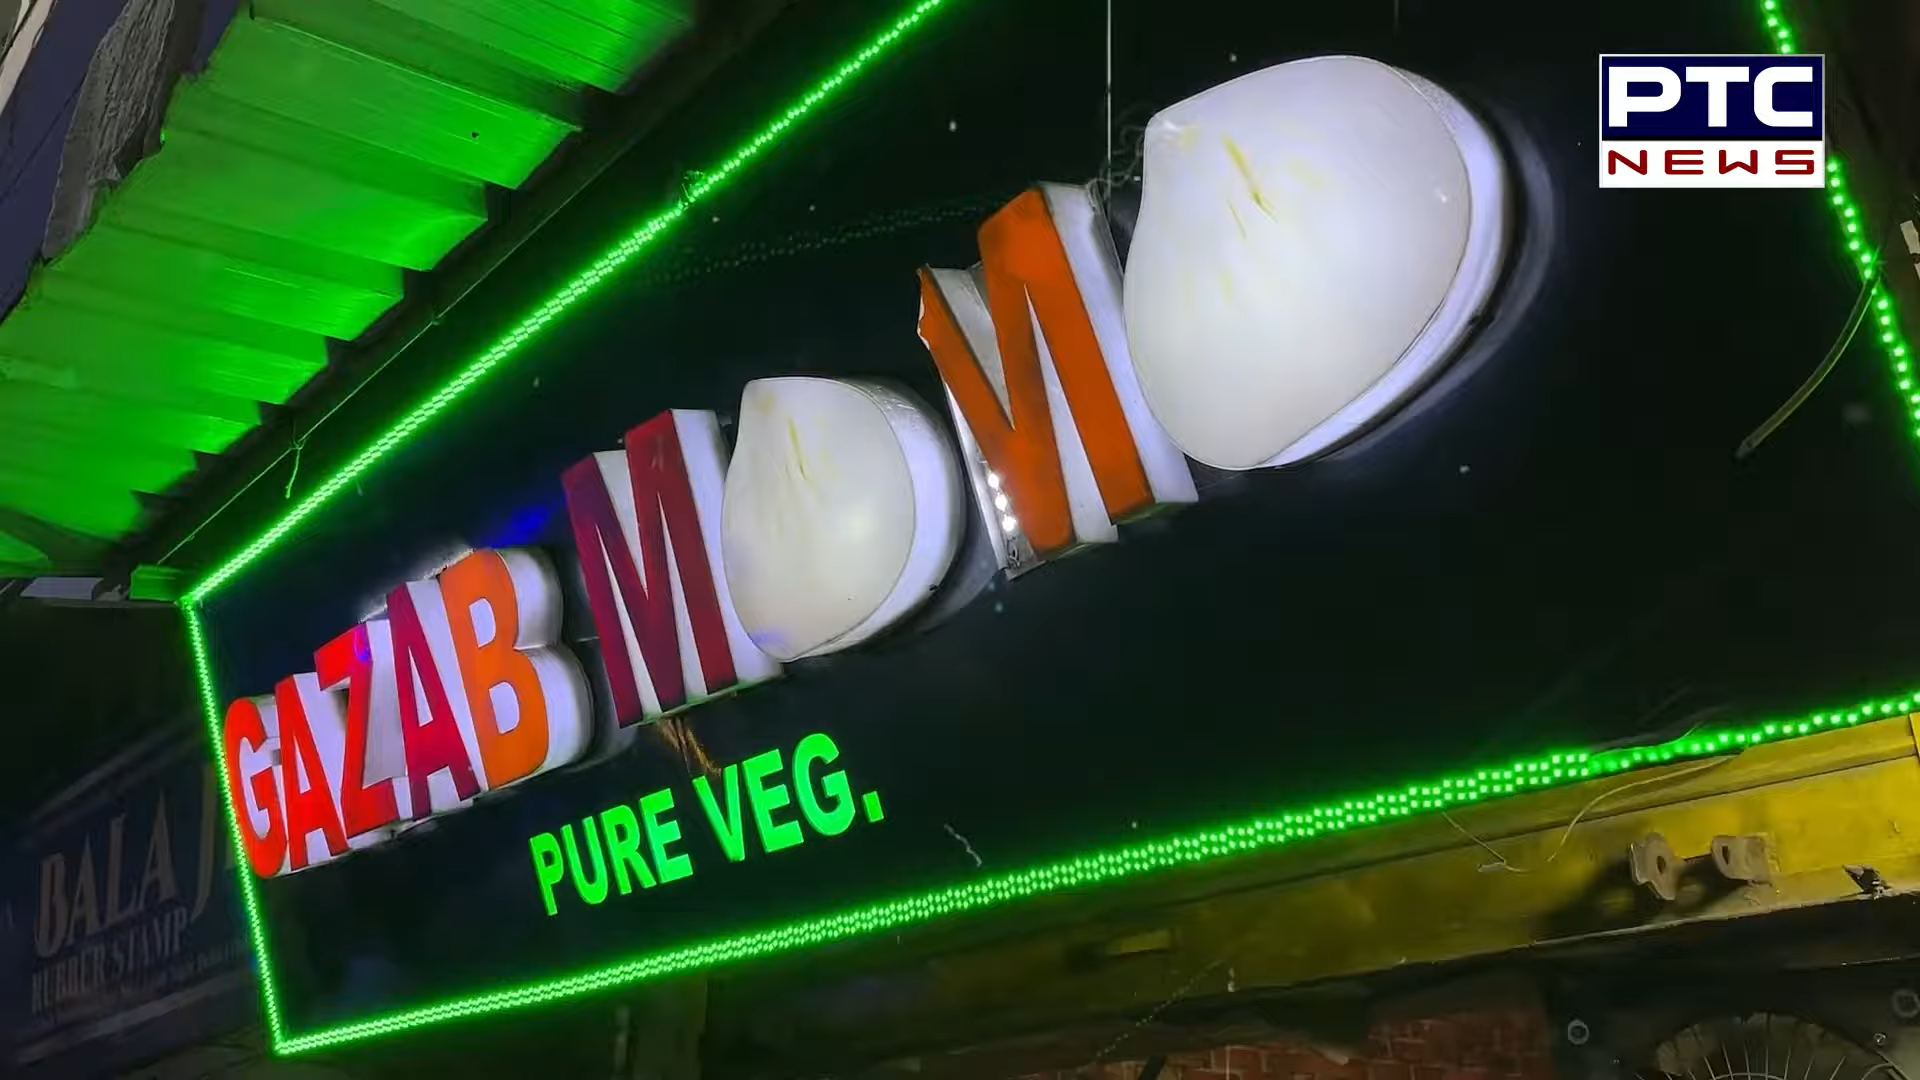 PTC
NEWS
GAZAB MOMO
PURE VEG.
BALA J
RUBBER STAMP